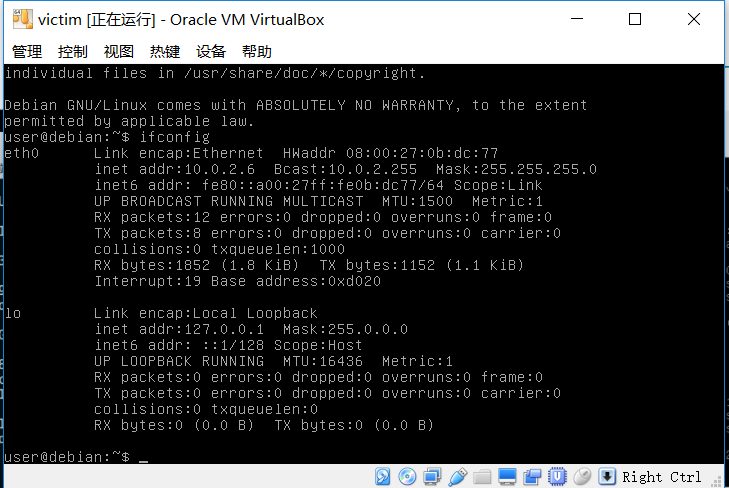 victim [正在运行] - Oracle VM VirtualBox
管理 控制 视图 热键 设备 帮助
individual files in /usr/share/doc/*/copyright.
Debian GNU/Linux comes with ABSOLUTELY NO WARRANTY, to the extent
permitted by applicable law.
user@debian:~$ ifconfig
eth0 Link encap:Ethernet HWaddr 08:00:27:0b:dc:77
inet addr:10.0.2.6 Bcast:10.0.2.255 Mask:255.255.255.0
inet6 addr: fe80::a00:27ff:fe0b:dc77/64 Scope:Link
UP BROADCAST RUNNING MULTICAST MTU:1500 Metric:1
RX packets:12 errors:0 dropped:0 overruns:0 frame:0
TX packets:8 errors:0 dropped:0 overruns:0 carrier:0
collisions:0 txqueuelen:1000
RX bytes:1852 (1.8 KiB) TX bytes:1152 (1.1 KiB)
Interrupt:19 Base address:0xd020
lo Link encap:Local Loopback
inet addr:127.0.0.1 Mask:255.0.0.0
inet6 addr: ::1/128 Scope:Host
UP LOOPBACK RUNNING MTU:16436 Metric:1
RX packets:0 errors:0 dropped:0 overruns:0 frame:0
TX packets:0 errors:0 dropped:0 overruns:0 carrier:0
collisions:0 txqueuelen:0
RX bytes:0 (0.0 B) TX bytes:0 (0.0 B)
user@debian:~$ _
Right Ctrl